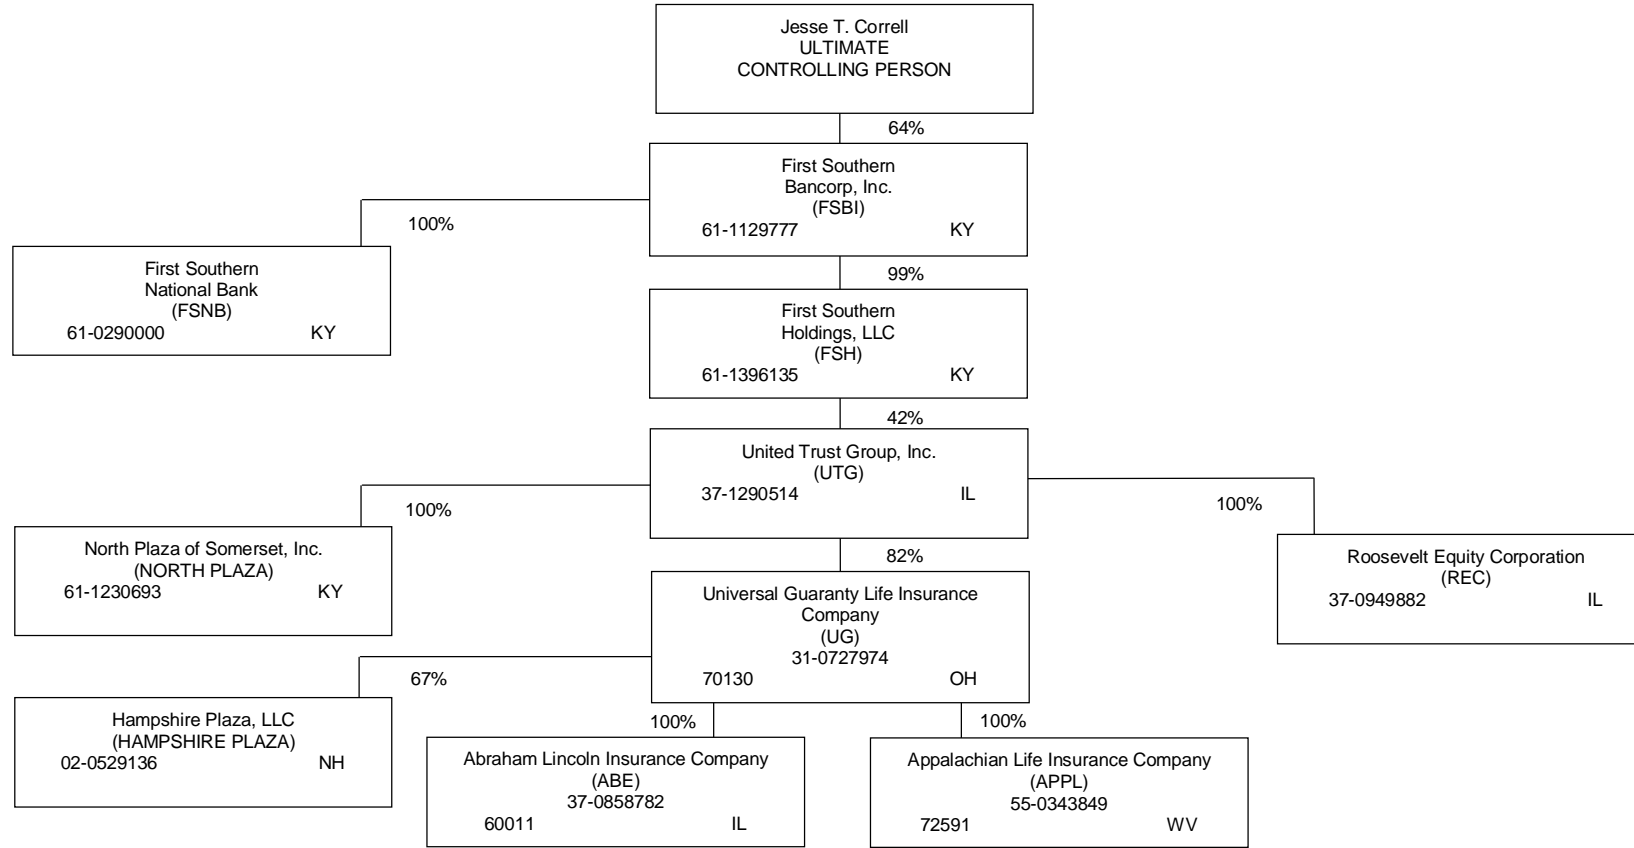 Jesse T. Correll
ULTIMATE
CONTROLLING PERSON
64%
First Southern
Bancorp, Inc.
(FSBI)
61-1129777 KY
100%
First Southern
National Bank
(FSNB)
61-0290000 KY
99%
First Southern
Holdings, LLC
(FSH)
61-1396135 KY
42%
United Trust Group, Inc.
(UTG)
37-1290514 IL
100%
100%
North Plaza of Somerset, Inc.
(NORTH PLAZA)
61-1230693 KY
82%
Roosevelt Equity Corporation
(REC)
37-0949882 IL
Universal Guaranty Life Insurance
Company
(UG)
31-0727974
70130 OH
67%
Hampshire Plaza, LLC
(HAMPSHIRE PLAZA)
02-0529136 NH
100%
100%
Abraham Lincoln Insurance Company
(ABE)
37-0858782
60011 IL
Appalachian Life Insurance Company
(APPL)
55-0343849
72591 WV